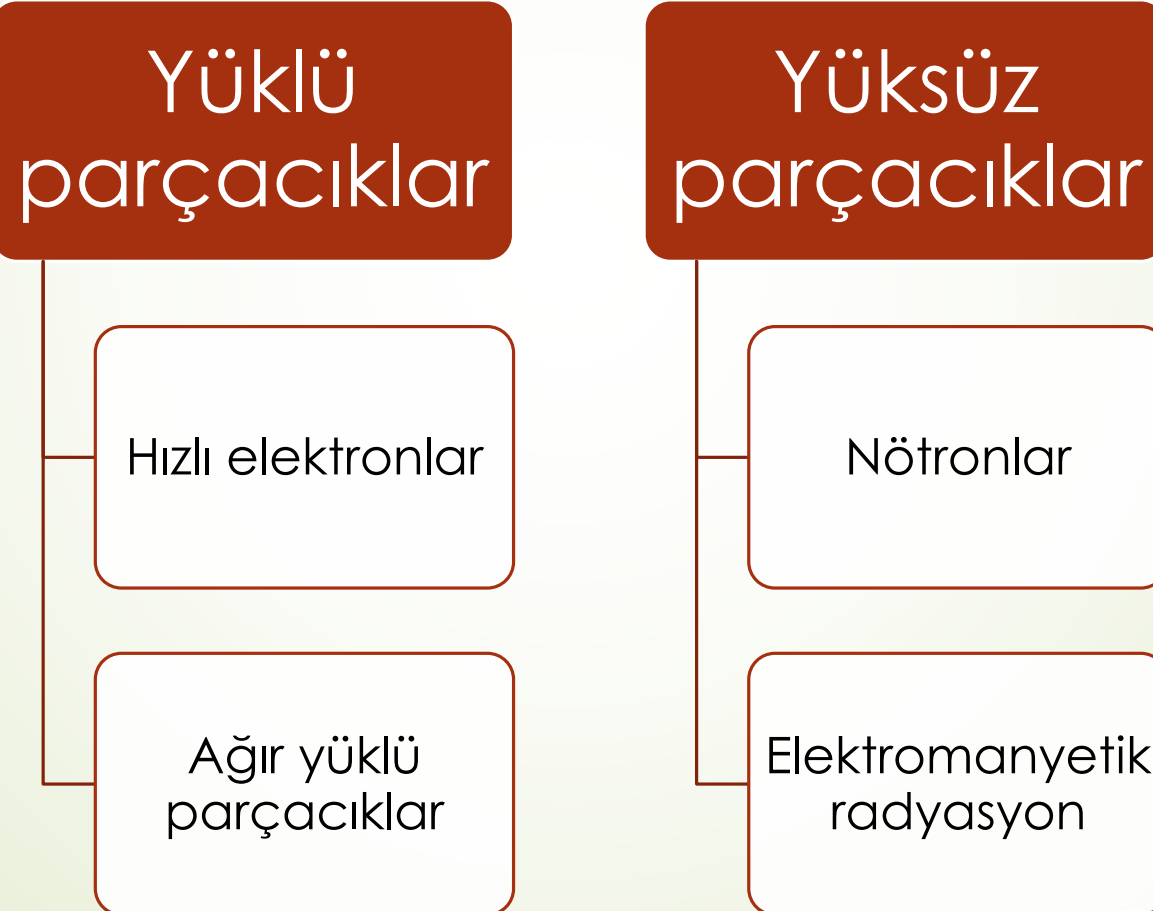 Yüklü
parçacıklar
Hızlı elektronlar
Ağır yüklü
parçacıklar
Yüksüz
parçacıklar
Nötronlar
Elektromanyetik
radyasyon